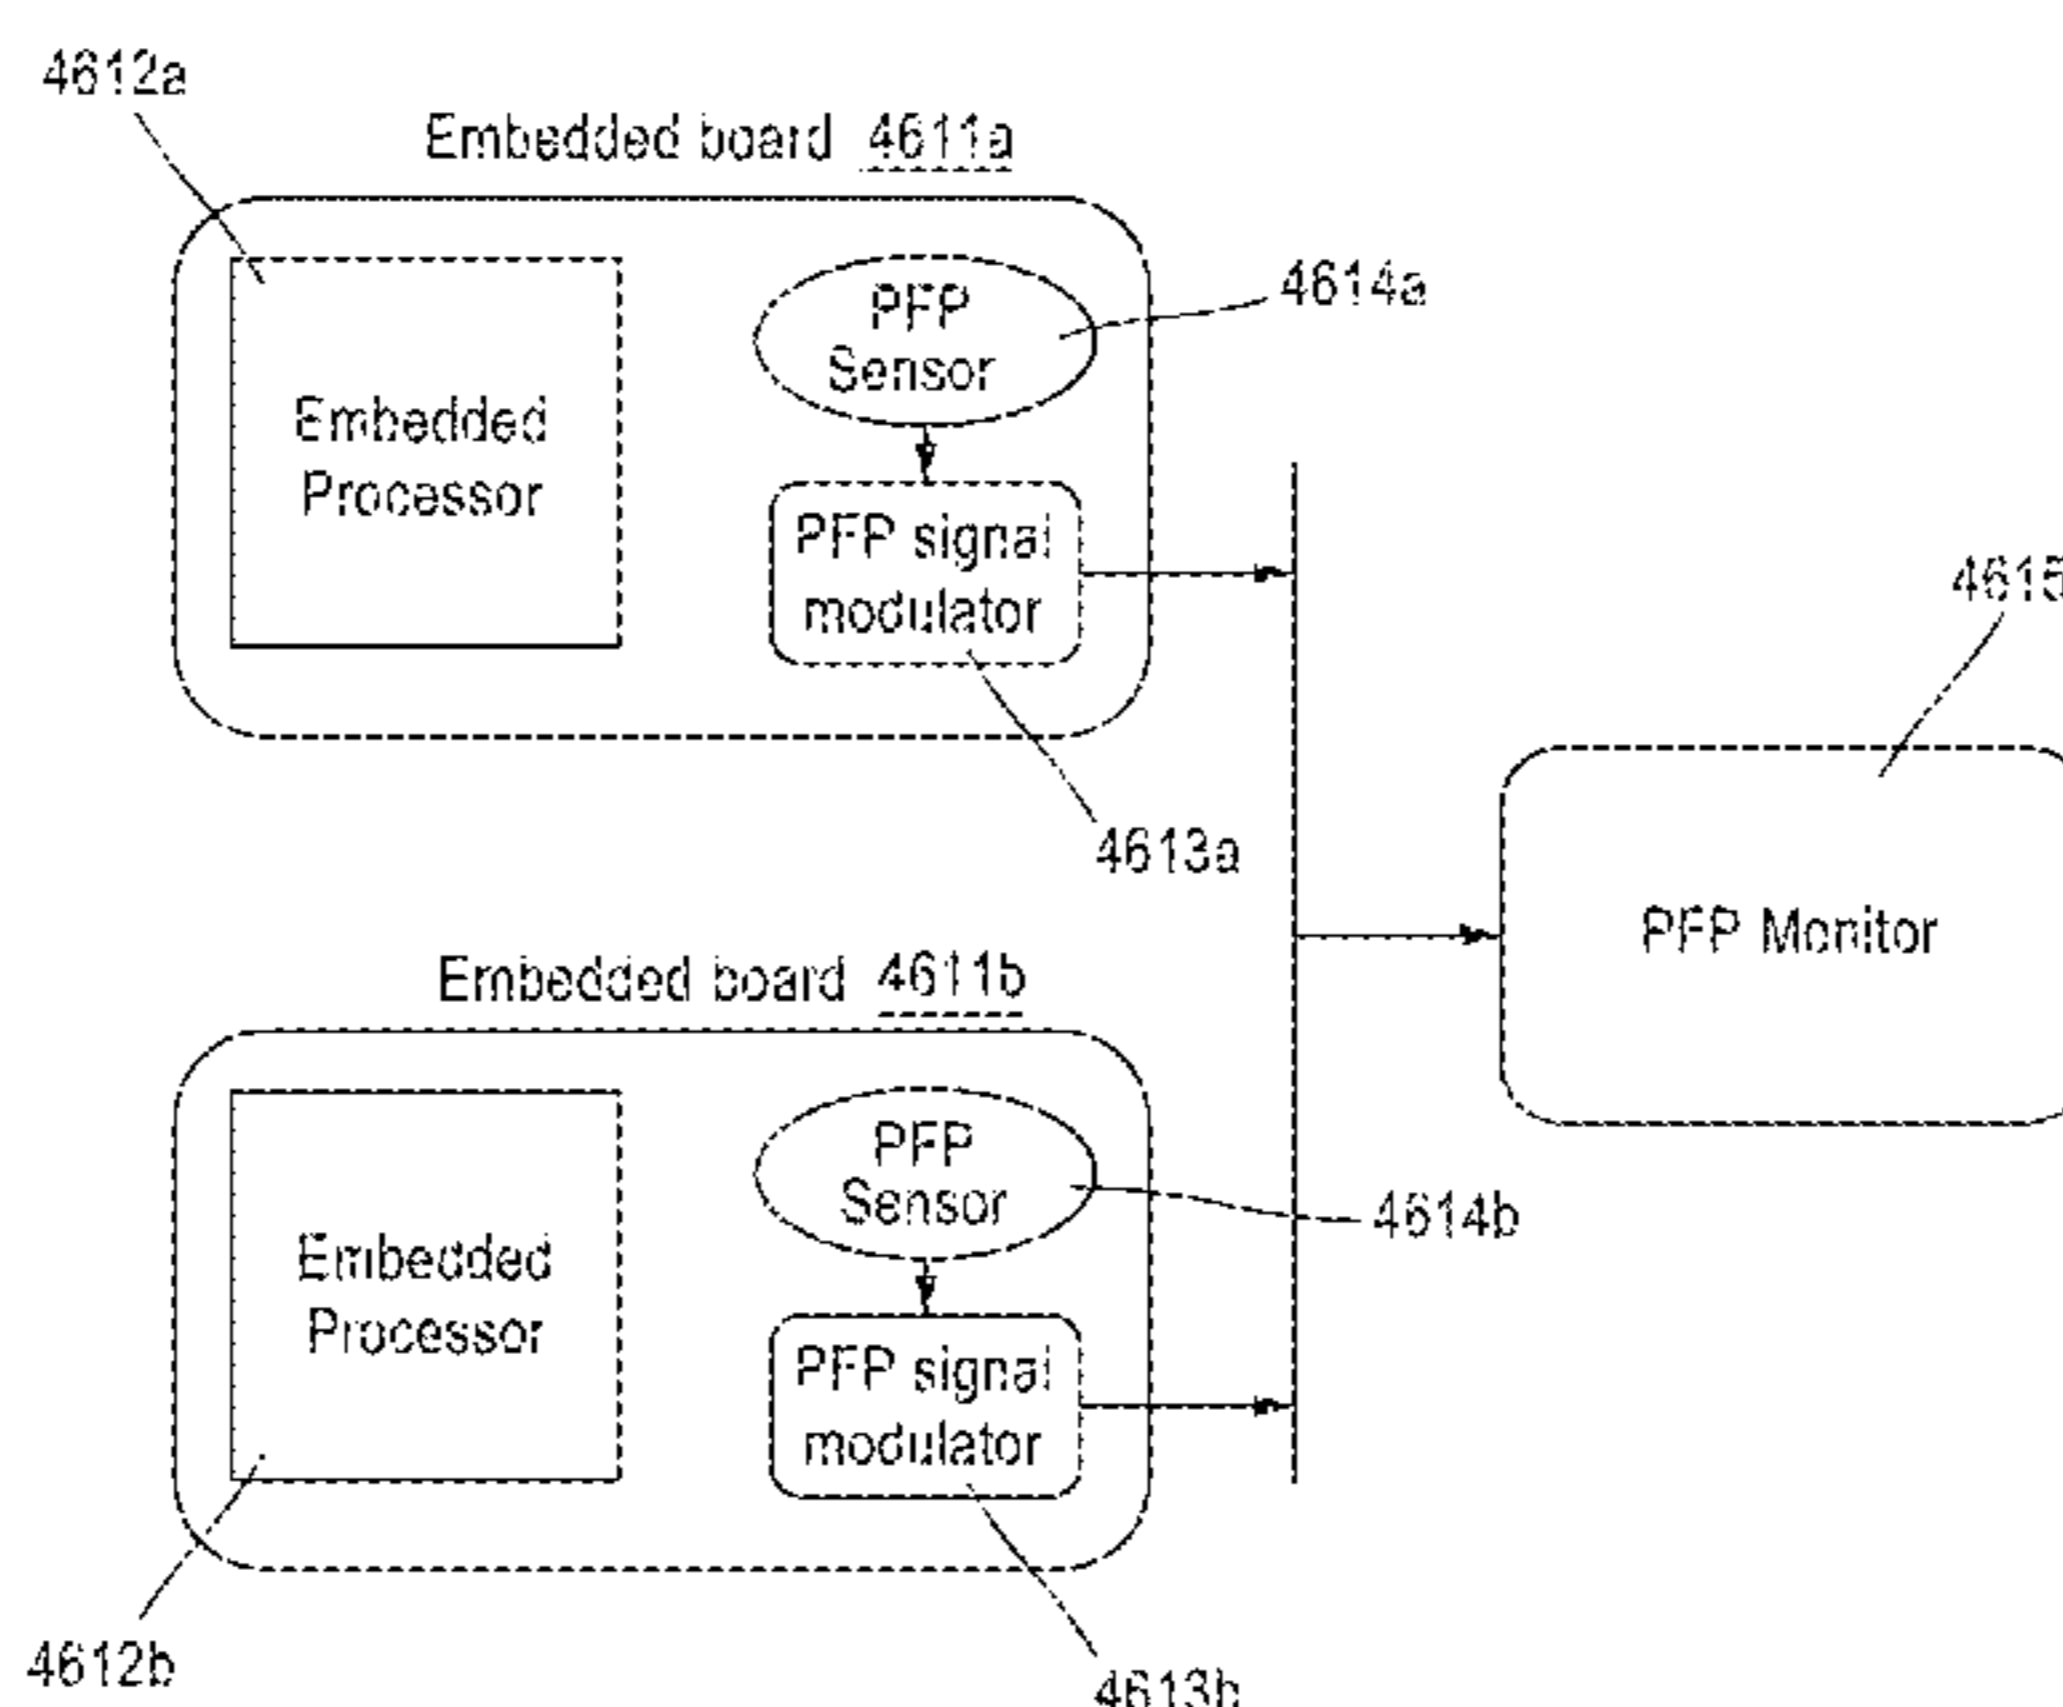 4612a
Embedded board 4611a
4614a
PFP
Sensor
Embedded
Processor
PFP signal
modulator
4613a
4615
PFP Monitor
Embedded board 4611b
PFP
Sensor
4614b
Embedded
Processor
PFP signal
modulator
4612b
4613b